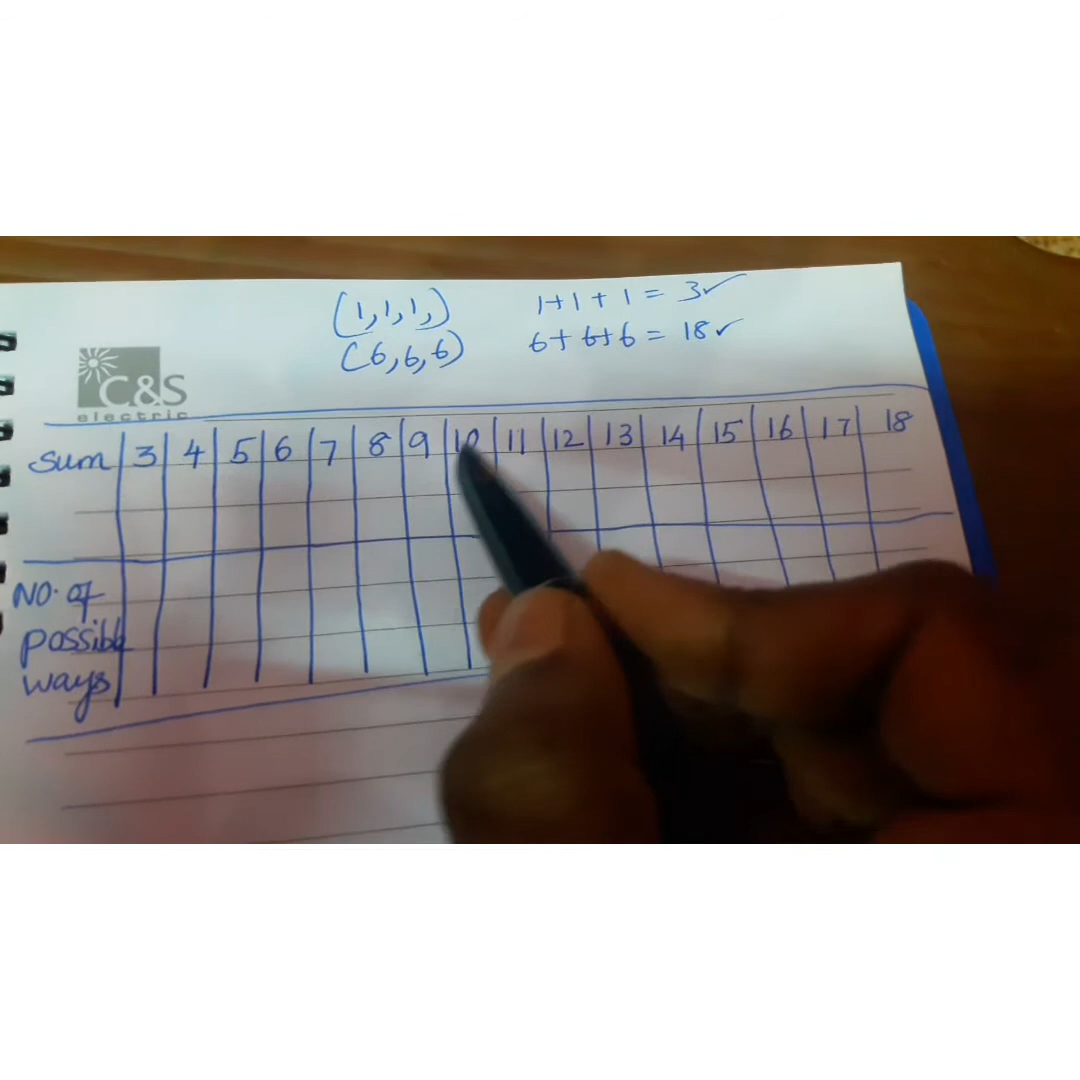 (1,1,1,) 1+1+1 = 3✓
(6,6,6) 6+6+6 = 18✓
C&S
electric
Sum 3 4 5 6 7 8 9 10 11 12 13 14 15 16 17 18
NO. of
possible
ways